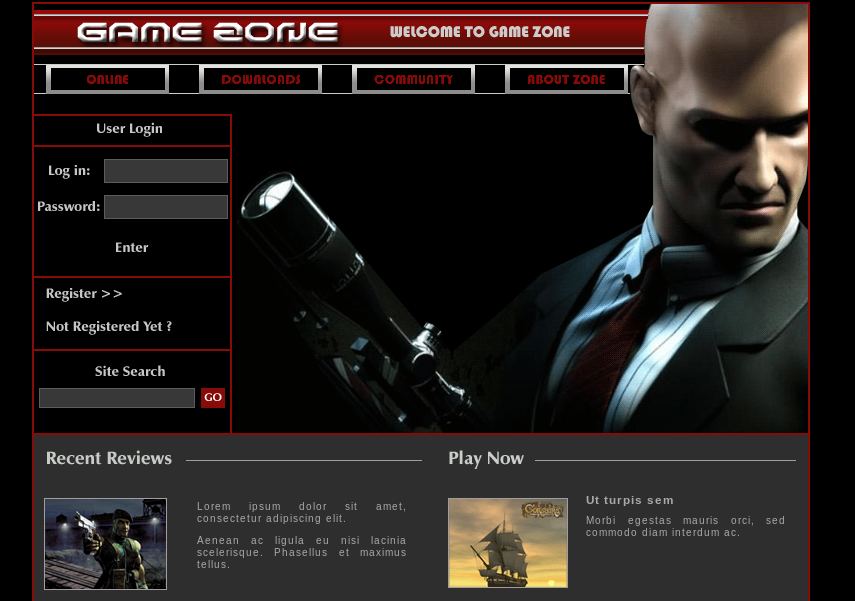 GAME ZONE
WELCOME TO GAME ZONE
ONLINE
DOWNLOADS
COMMUNITY
ABOUT ZONE
User Login
Log in:
Password:
Enter
Register >>
Not Registered Yet ?
Site Search
GO
Recent Reviews
Play Now
Lorem ipsum dolor sit amet,
consectetur adipiscing elit.
Aenean ac ligula eu nisi lacinia
scelerisque. Phasellus et maximus
tellus.
Ut turpis sem
Morbi egestas mauris orci, sed
commodo diam interdum ac.